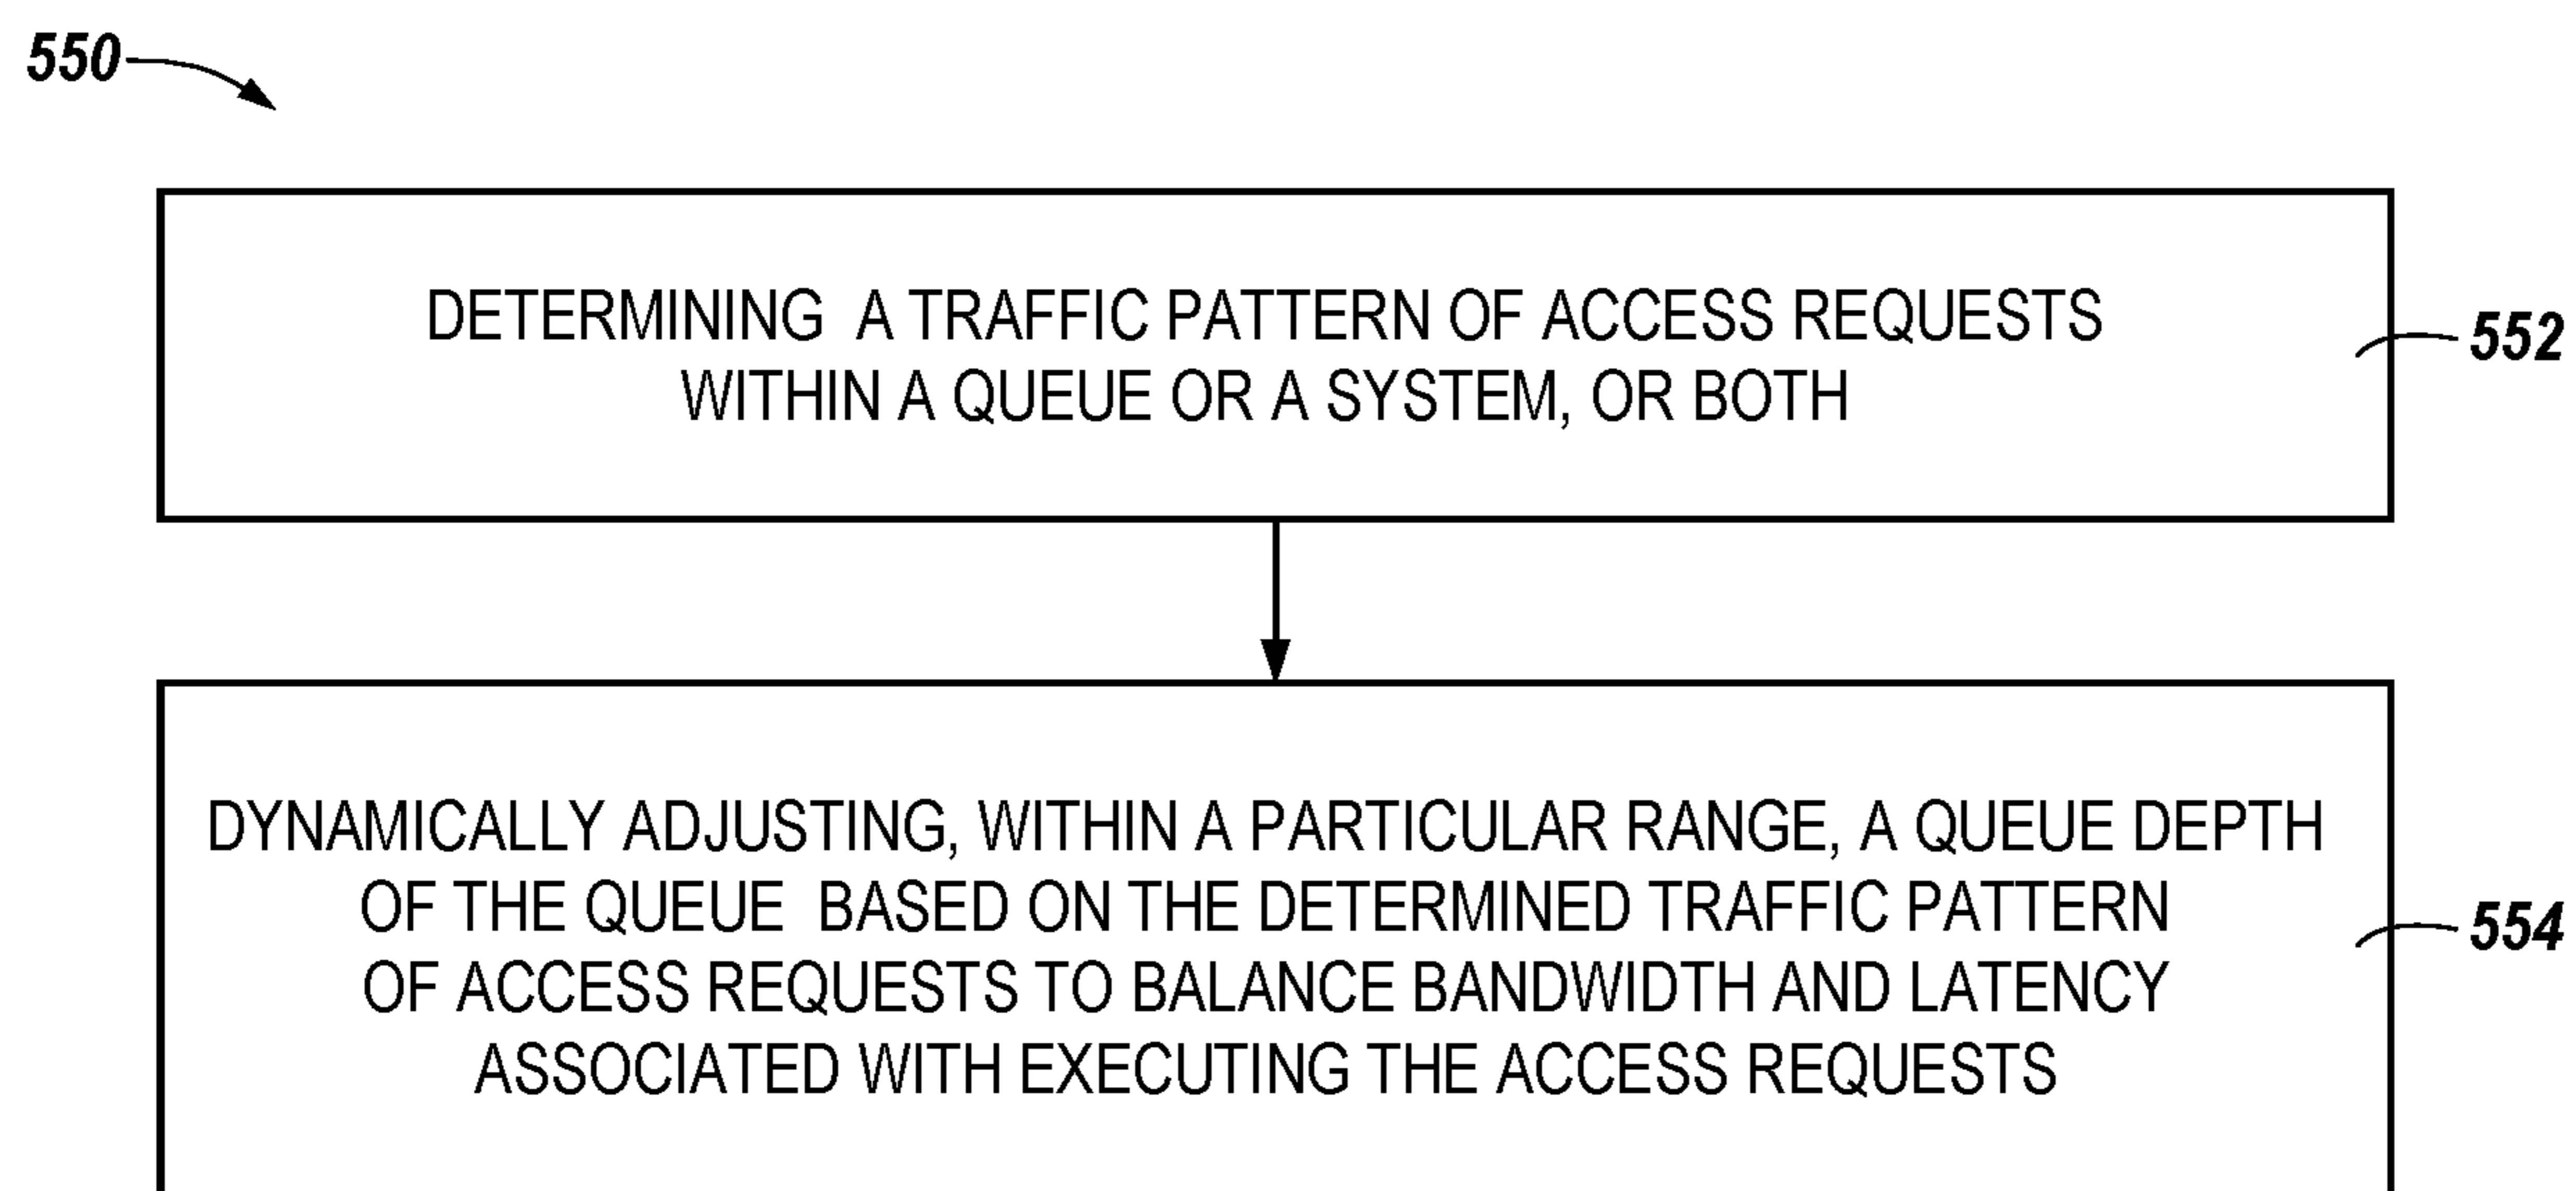 550
DETERMINING A TRAFFIC PATTERN OF ACCESS REQUESTS
WITHIN A QUEUE OR A SYSTEM, OR BOTH
552
DYNAMICALLY ADJUSTING, WITHIN A PARTICULAR RANGE, A QUEUE DEPTH
OF THE QUEUE BASED ON THE DETERMINED TRAFFIC PATTERN
OF ACCESS REQUESTS TO BALANCE BANDWIDTH AND LATENCY
ASSOCIATED WITH EXECUTING THE ACCESS REQUESTS
554